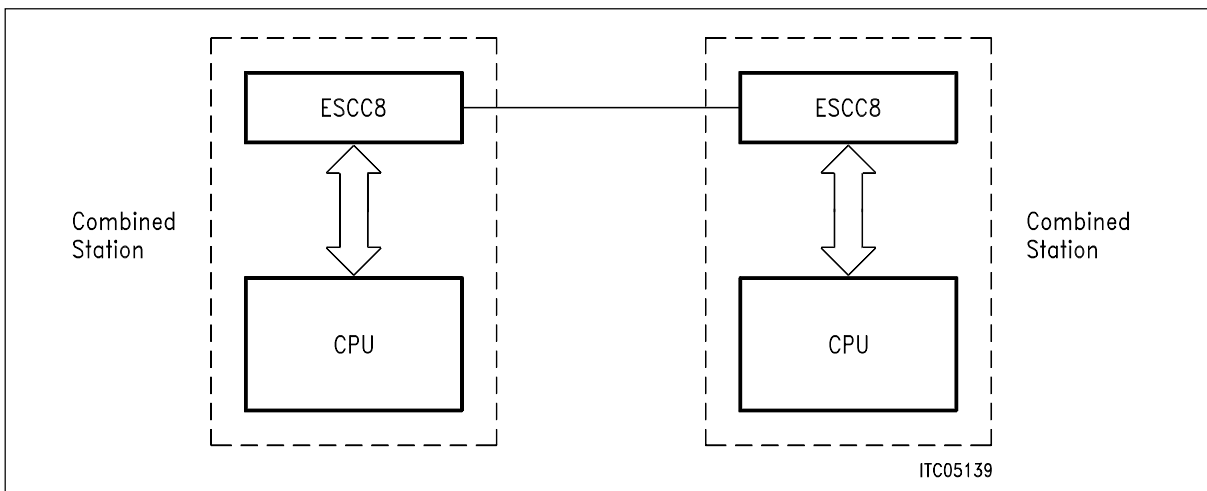 ESCC8
ESCC8
Combined
Station
Combined
Station
CPU
CPU
ITC05139